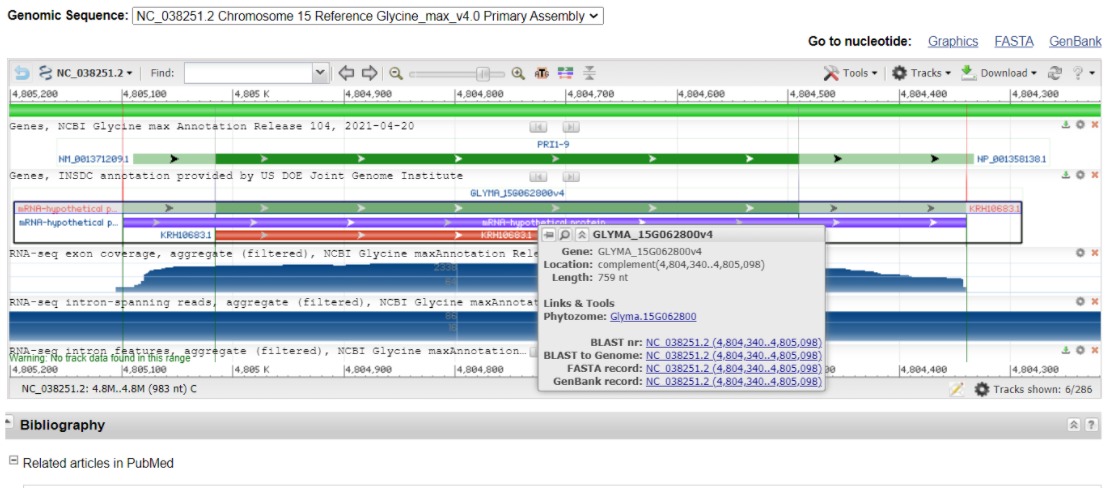 Genomic Sequence: NC_038251.2 Chromosome 15 Reference Glycine_max_v4.0 Primary Assembly
Go to nucleotide: Graphics FASTA GenBank
NC_038251.2 Find: Tools Tracks Download ?
4,805,200 4,805,100 4,805 K 4,804,900 4,804,800 4,804,700 4,804,600 4,804,500 4,804,400 4,804,300
Genes, NCBI Glycine max Annotation Release 104, 2021-04-20
PRI1-9
NM_001371209.1 NP_001358138.1
Genes, INSDC annotation provided by US DOE Joint Genome Institute
GLYMA_15G062800v4
mRNA-hypothetical p... KRH10683.1
mRNA-hypothetical p... mRNA-hypothetical protein
KRH10683.1 KRH10683.1
GLYMA_15G062800v4
Gene: GLYMA_15G062800v4
Location: complement(4,804,340..4,805,098)
Length: 759 nt
Links & Tools
Phytozome: Glyma.15G062800
BLAST nr: NC_038251.2 (4,804,340..4,805,098)
BLAST to Genome: NC_038251.2 (4,804,340..4,805,098)
FASTA record: NC_038251.2 (4,804,340..4,805,098)
GenBank record: NC_038251.2 (4,804,340..4,805,098)
RNA-seq exon coverage, aggregate (filtered), NCBI Glycine maxAnnotation Rele
RNA-seq intron-spanning reads, aggregate (filtered), NCBI Glycine maxAnnotat
RNA-seq intron features, aggregate (filtered), NCBI Glycine maxAnnotation...
Warning: No track data found in this range
4,805,200 4,805,100 4,805 K 4,804,900 4,804,800 00 4,804,400 4,804,300
NC_038251.2: 4.8M..4.8M (983 nt) C Tracks shown: 6/286
Bibliography ?
Related articles in PubMed